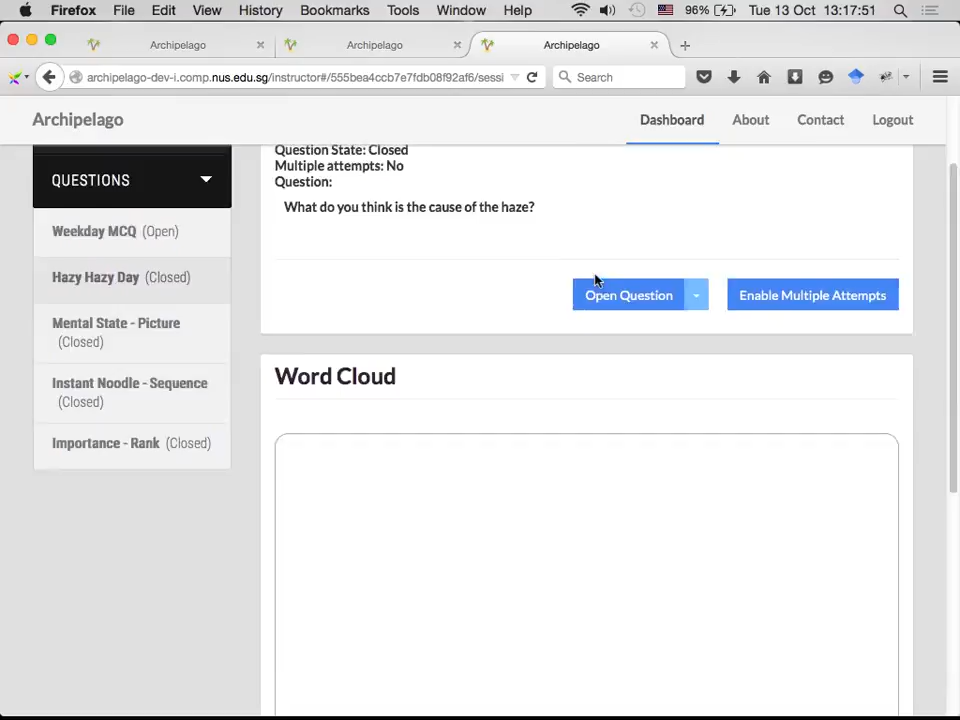 Firefox File Edit View History Bookmarks Tools Window Help 96% Tue 13 Oct 13:17:51
Archipelago Archipelago Archipelago
archipelago-dev-i.comp.nus.edu.sg/instructor#/555bea4ccb7e7fdb08f92af6/sessi Search
Archipelago Dashboard About Contact Logout
Question State: Closed
Multiple attempts: No
Question:
What do you think is the cause of the haze?
Open Question Enable Multiple Attempts
Word Cloud
QUESTIONS
Weekday MCQ (Open)
Hazy Hazy Day (Closed)
Mental State - Picture
(Closed)
Instant Noodle - Sequence
(Closed)
Importance - Rank (Closed)